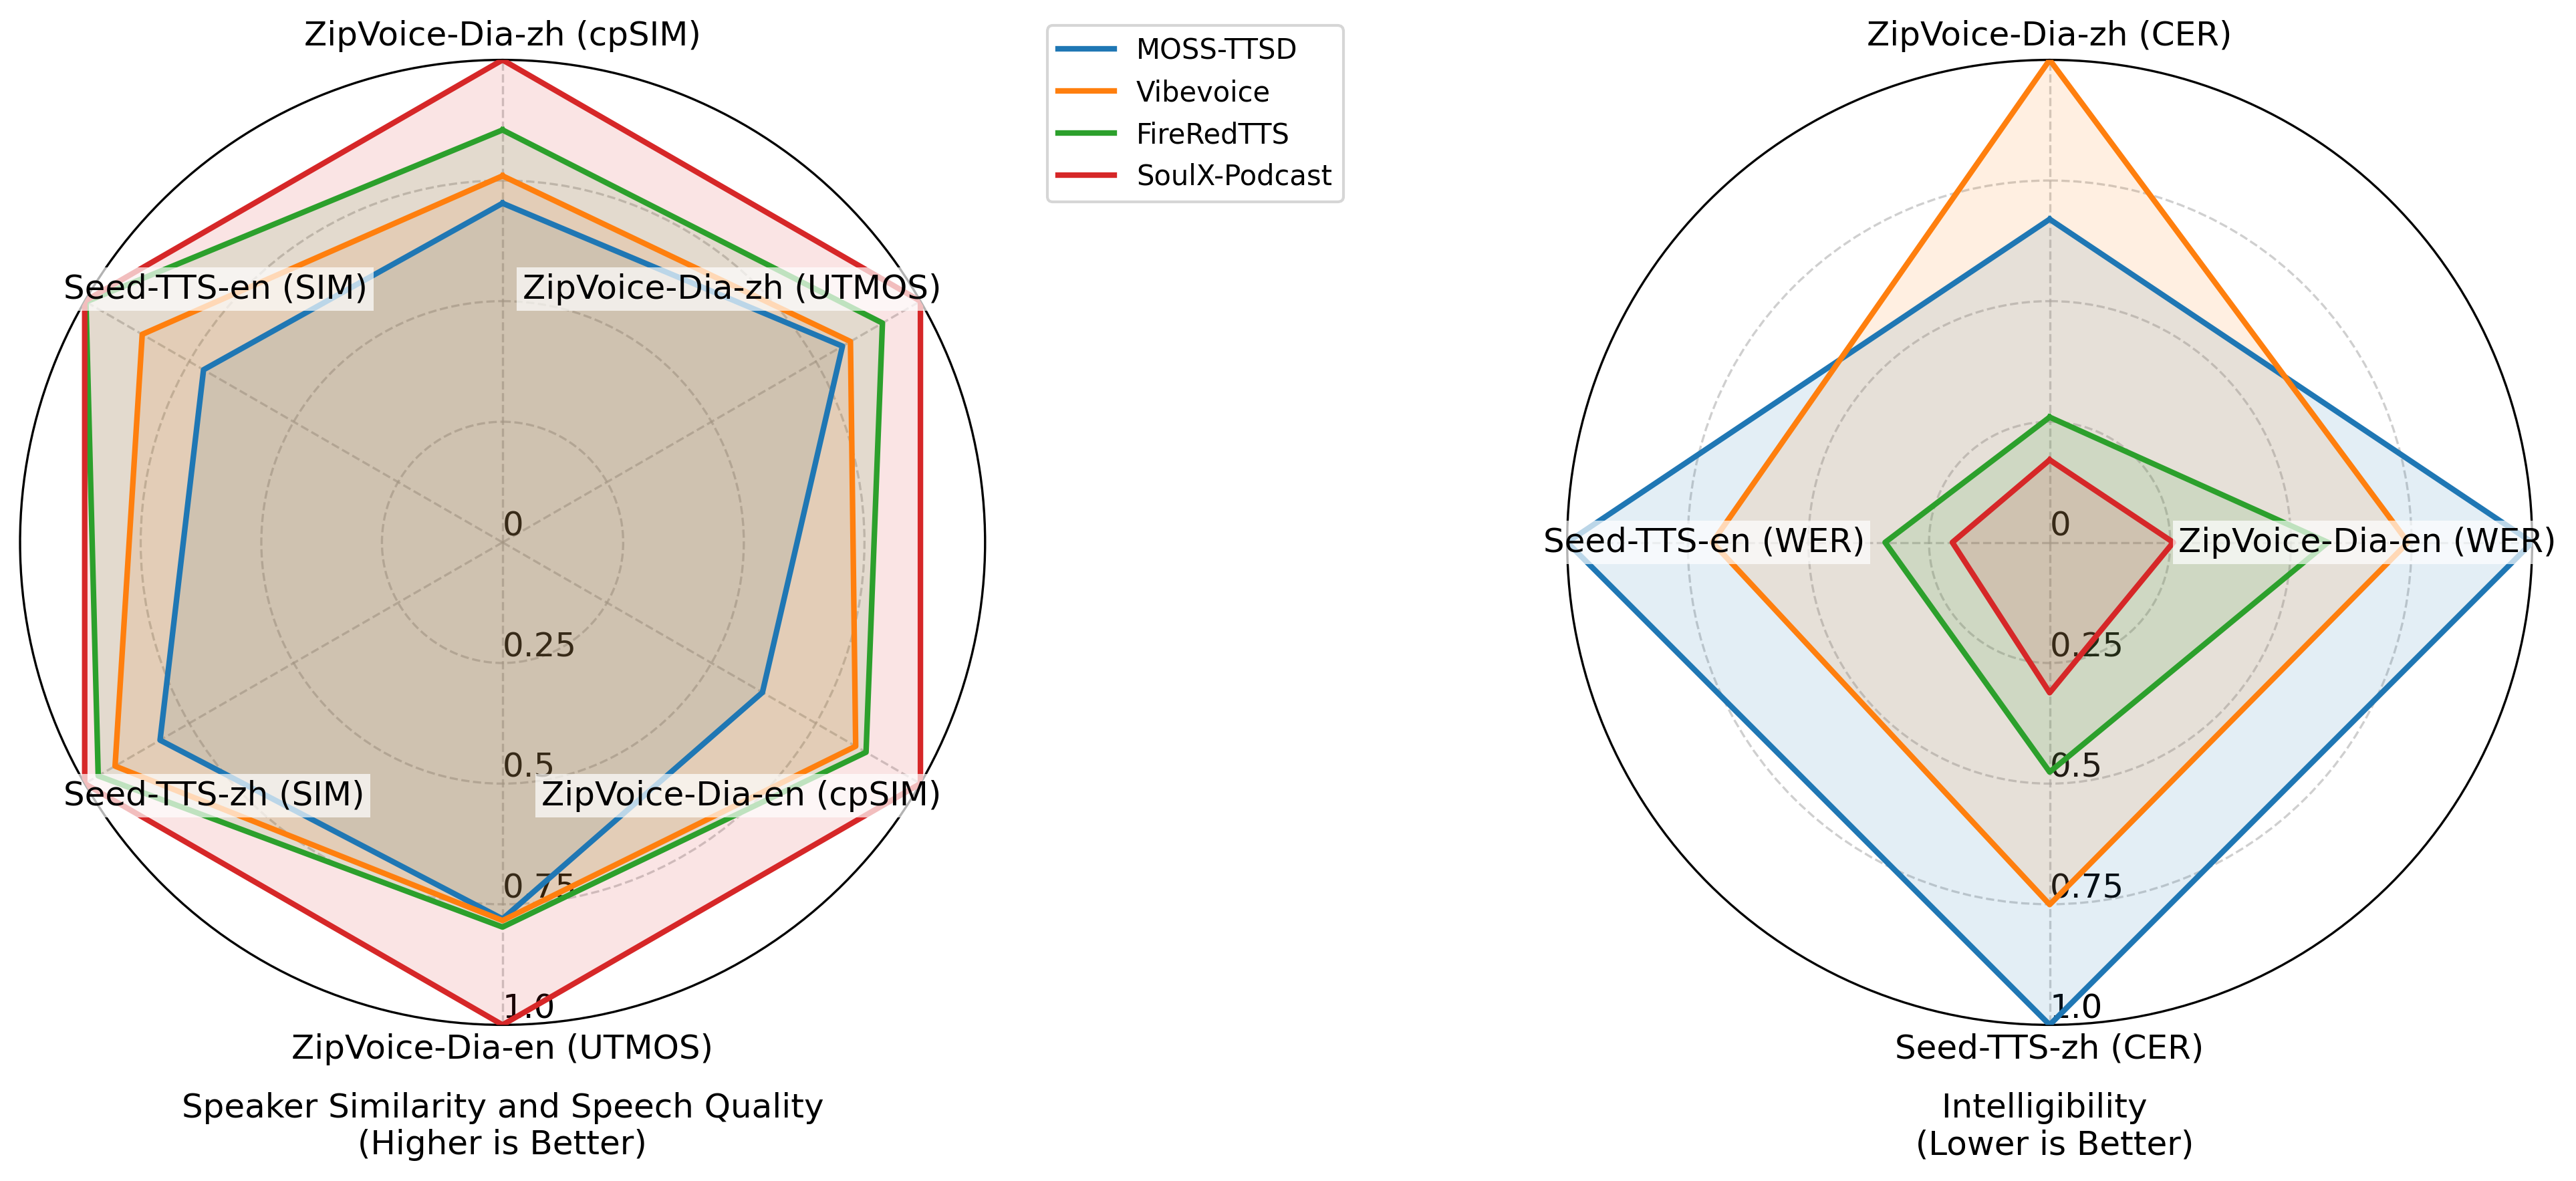 ZipVoice-Dia-zh (cpSIM)
Seed-TTS-en (SIM)
ZipVoice-Dia-zh (UTMOS)
0
0.25
0.5
0.75
1.0
Seed-TTS-zh (SIM)
ZipVoice-Dia-en (cpSIM)
ZipVoice-Dia-en (UTMOS)
Speaker Similarity and Speech Quality
(Higher is Better)
MOSS-TTSD
Vibevoice
FireRedTTS
SoulX-Podcast
ZipVoice-Dia-zh (CER)
Seed-TTS-en (WER)
ZipVoice-Dia-en (WER)
0
0.25
0.5
0.75
1.0
Seed-TTS-zh (CER)
Intelligibility
(Lower is Better)